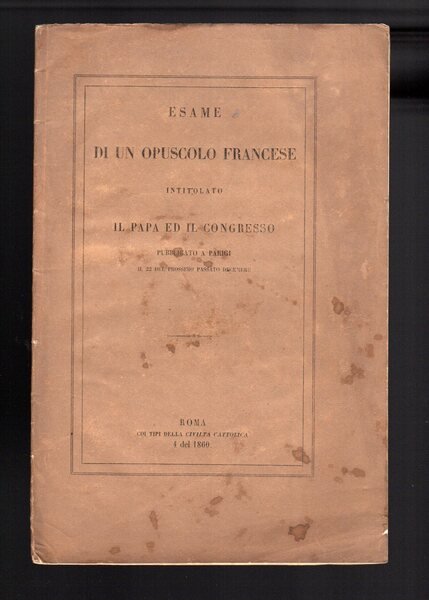 ESAME
DI UN OPUSCOLO FRANCESE
INTITOLATO
IL PAPA ED IL CONGRESSO
PUBBLICATO A PARIGI
IL 22 DEL PROSSIMO PASSATO DECEMBRE
ROMA
COI TIPI DELLA CIVILTÀ CATTOLICA
4 del 1860